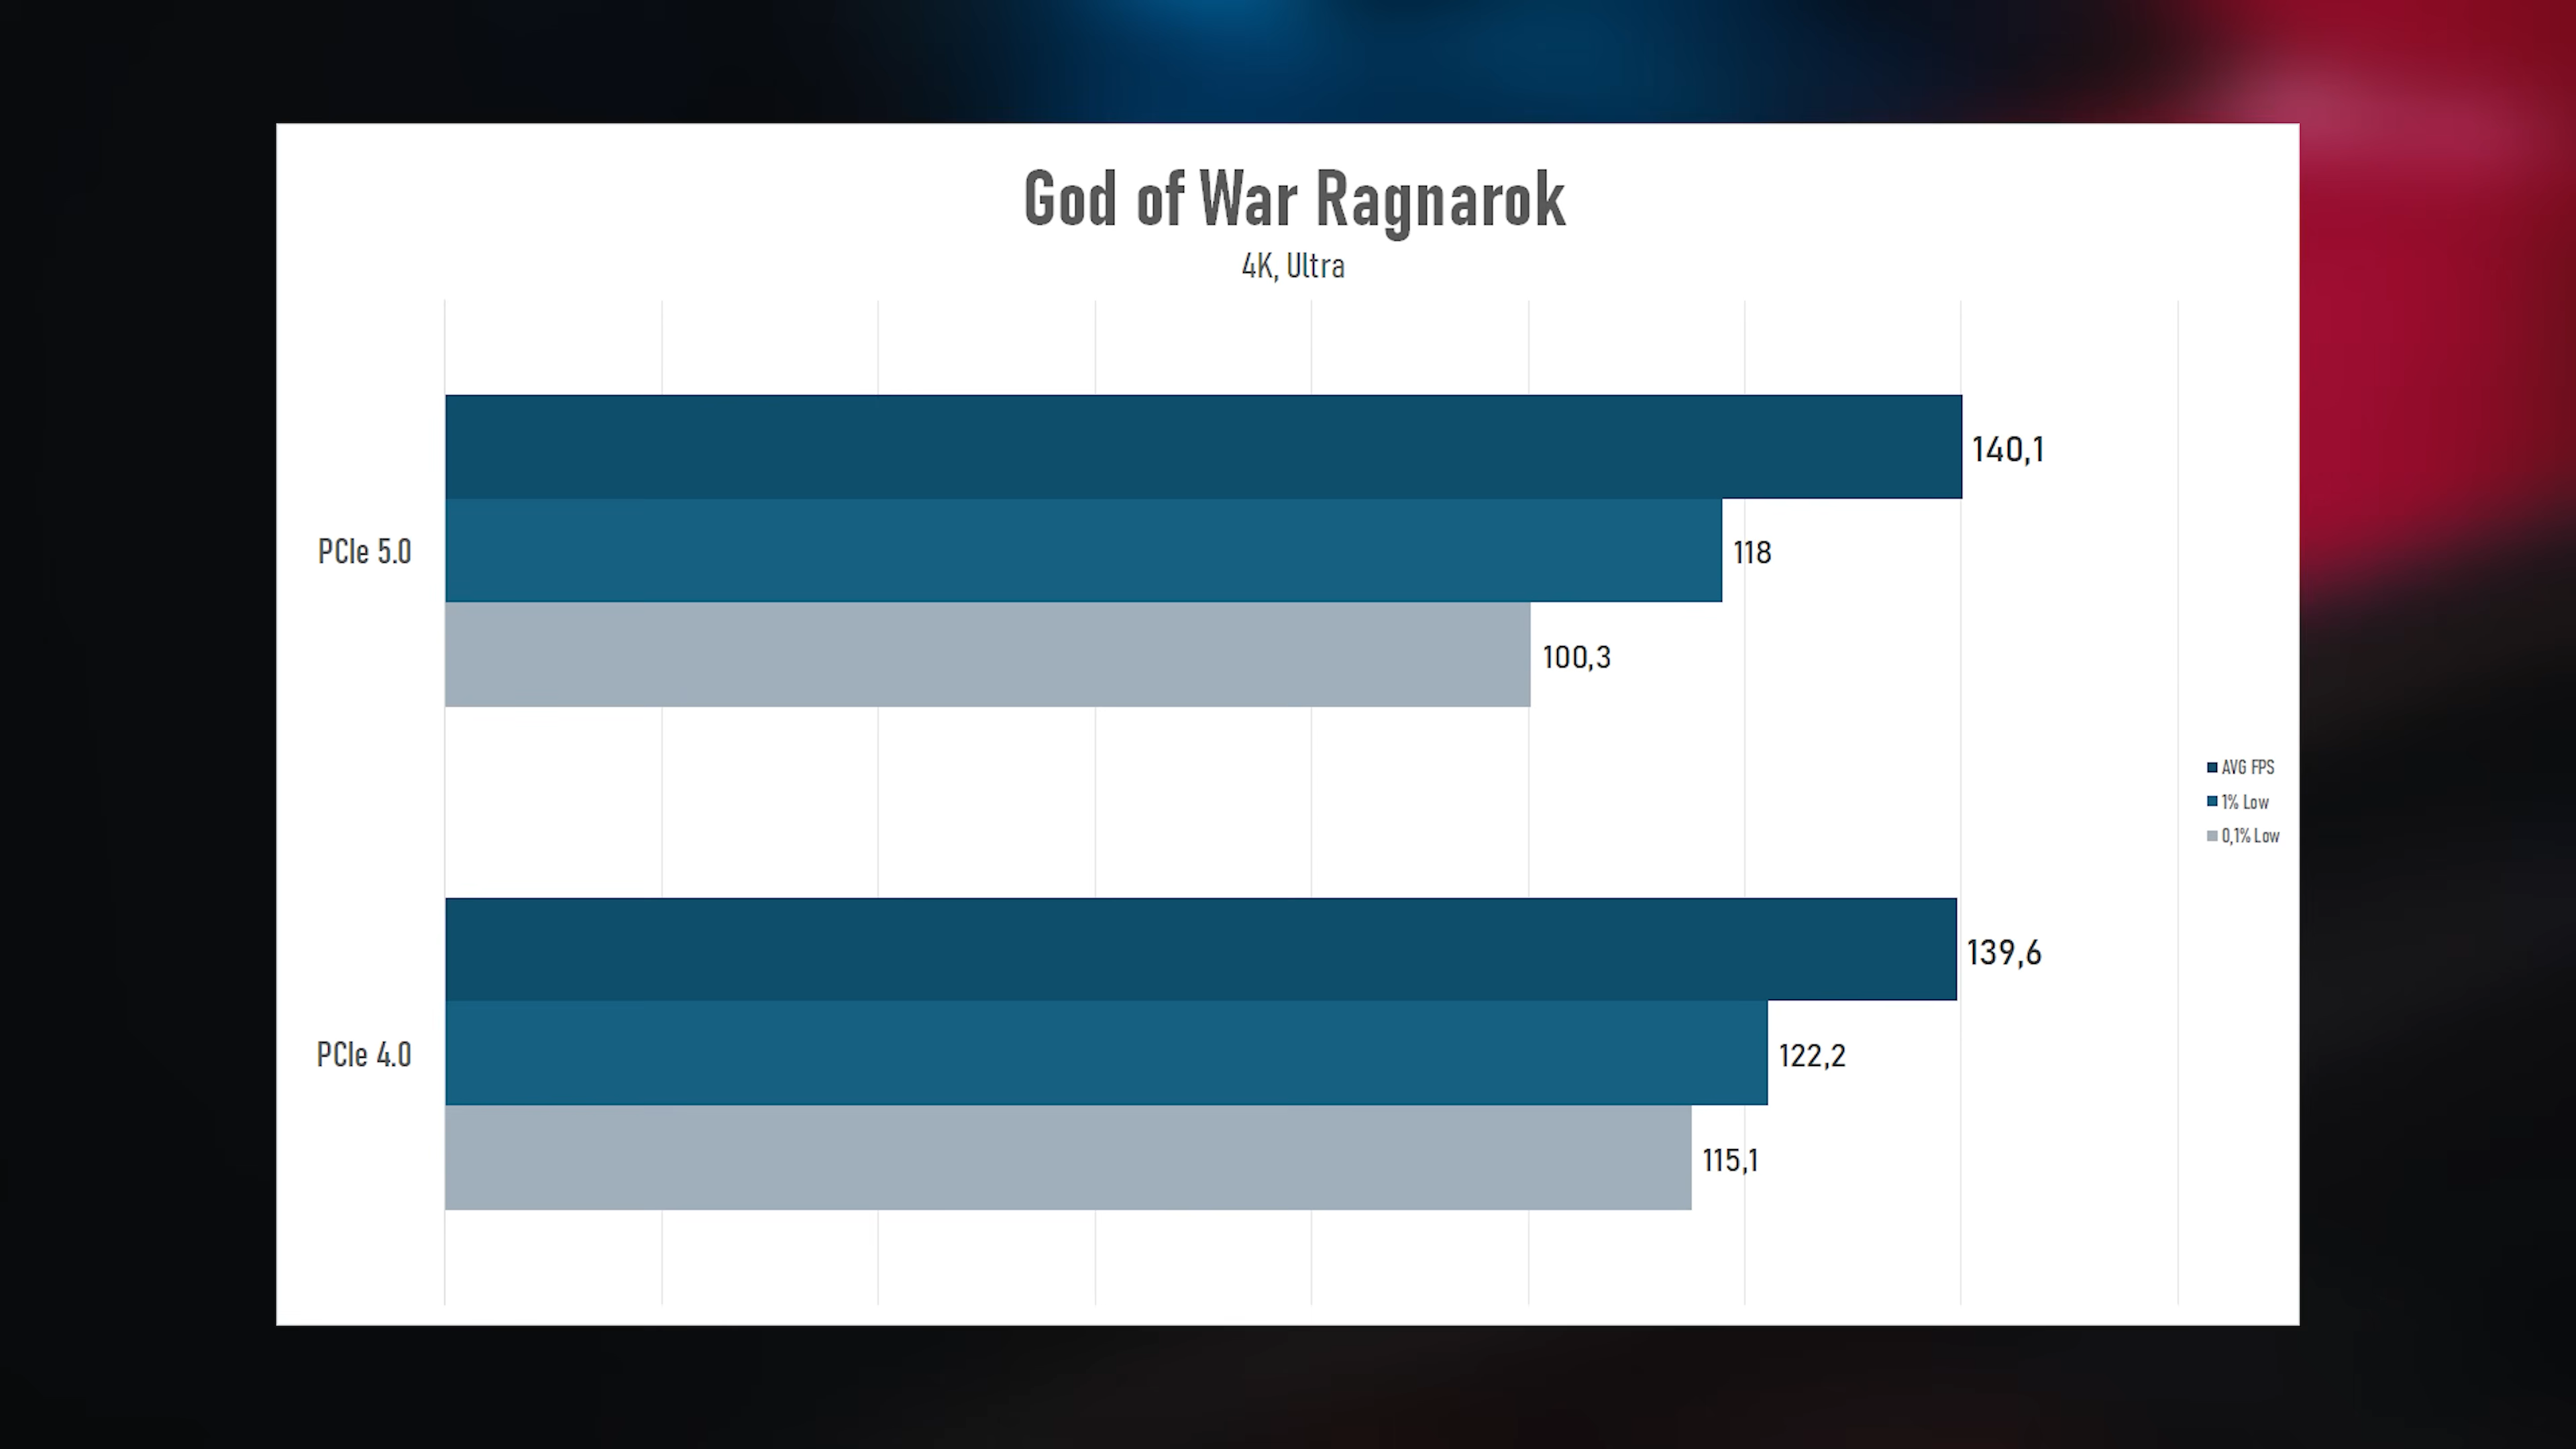 God of War Ragnarok
4K, Ultra
PCIe 5.0
140,1
118
100,3
AVG FPS
1% Low
0,1% Low
PCIe 4.0
139,6
122,2
115,1